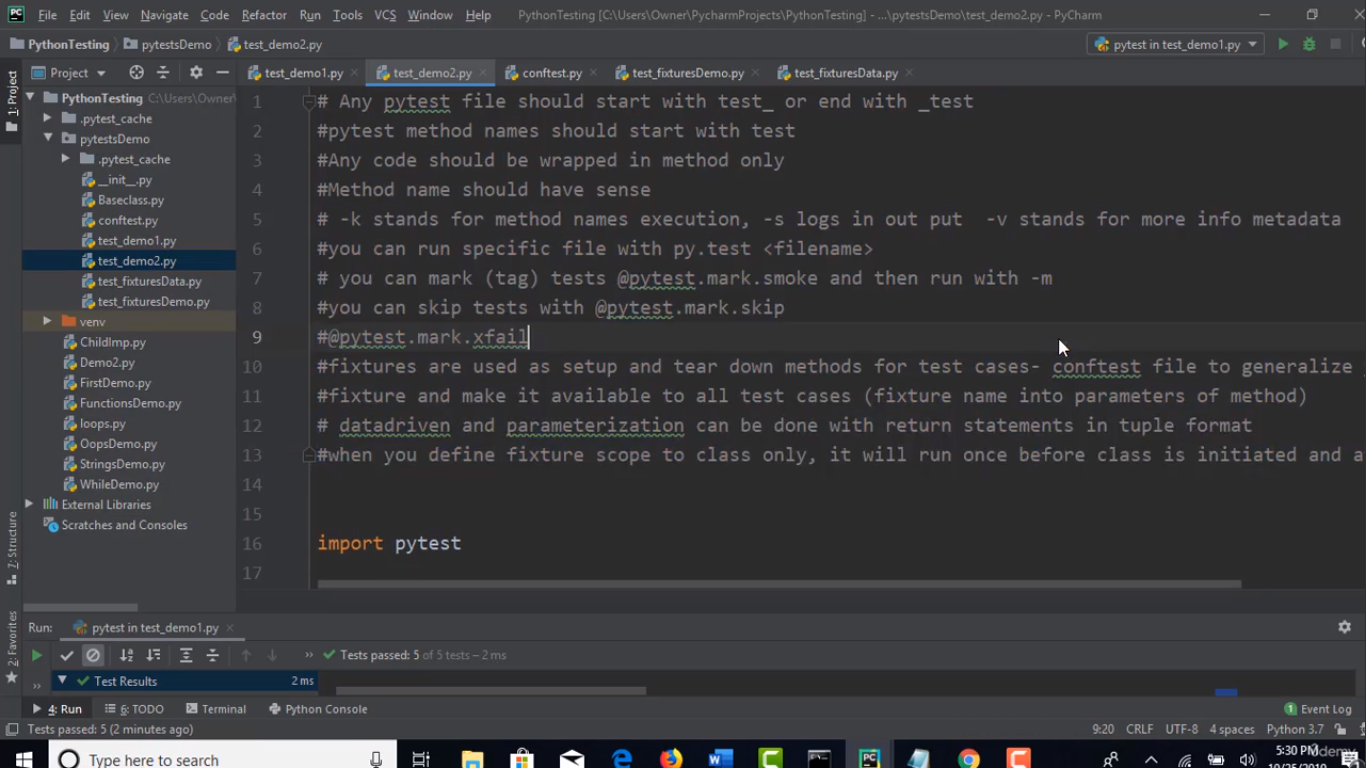 File Edit View Navigate Code Refactor Run Tools VCS Window Help PythonTesting [C:\Users\Owner\PycharmProjects\PythonTesting] - ...\pytestsDemo\test_demo2.py - PyCharm
PythonTesting pytestsDemo test_demo2.py pytest in test_demo1.py
Project test_demo1.py test_demo2.py conftest.py test_fixturesDemo.py test_fixturesData.py
1: Project
PythonTesting C:\Users\Owner\
.pytest_cache
pytestsDemo
.pytest_cache
__init__.py
Baseclass.py
conftest.py
test_demo1.py
test_demo2.py
test_fixturesData.py
test_fixturesDemo.py
venv
ChildImp.py
Demo2.py
FirstDemo.py
FunctionsDemo.py
loops.py
OopsDemo.py
StringsDemo.py
WhileDemo.py
External Libraries
Scratches and Consoles
1 # Any pytest file should start with test_ or end with _test
2 #pytest method names should start with test
3 #Any code should be wrapped in method only
4 #Method name should have sense
5 # -k stands for method names execution, -s logs in out put  -v stands for more info metadata
6 #you can run specific file with py.test <filename>
7 # you can mark (tag) tests @pytest.mark.smoke and then run with -m
8 #you can skip tests with @pytest.mark.skip
9 #@pytest.mark.xfail
10 #fixtures are used as setup and tear down methods for test cases- conftest file to generalize
11 #fixture and make it available to all test cases (fixture name into parameters of method)
12 # datadriven and parameterization can be done with return statements in tuple format
13 #when you define fixture scope to class only, it will run once before class is initiated and a
14
15
16 import pytest
17
7: Structure
2: Favorites
Run: pytest in test_demo1.py
» Tests passed: 5 of 5 tests – 2 ms
» Test Results 2 ms
4: Run 6: TODO Terminal Python Console 1 Event Log
Tests passed: 5 (2 minutes ago) 9:20 CRLF UTF-8 4 spaces Python 3.7
Type here to search 5:30 PM
10/25/2019
Udemy